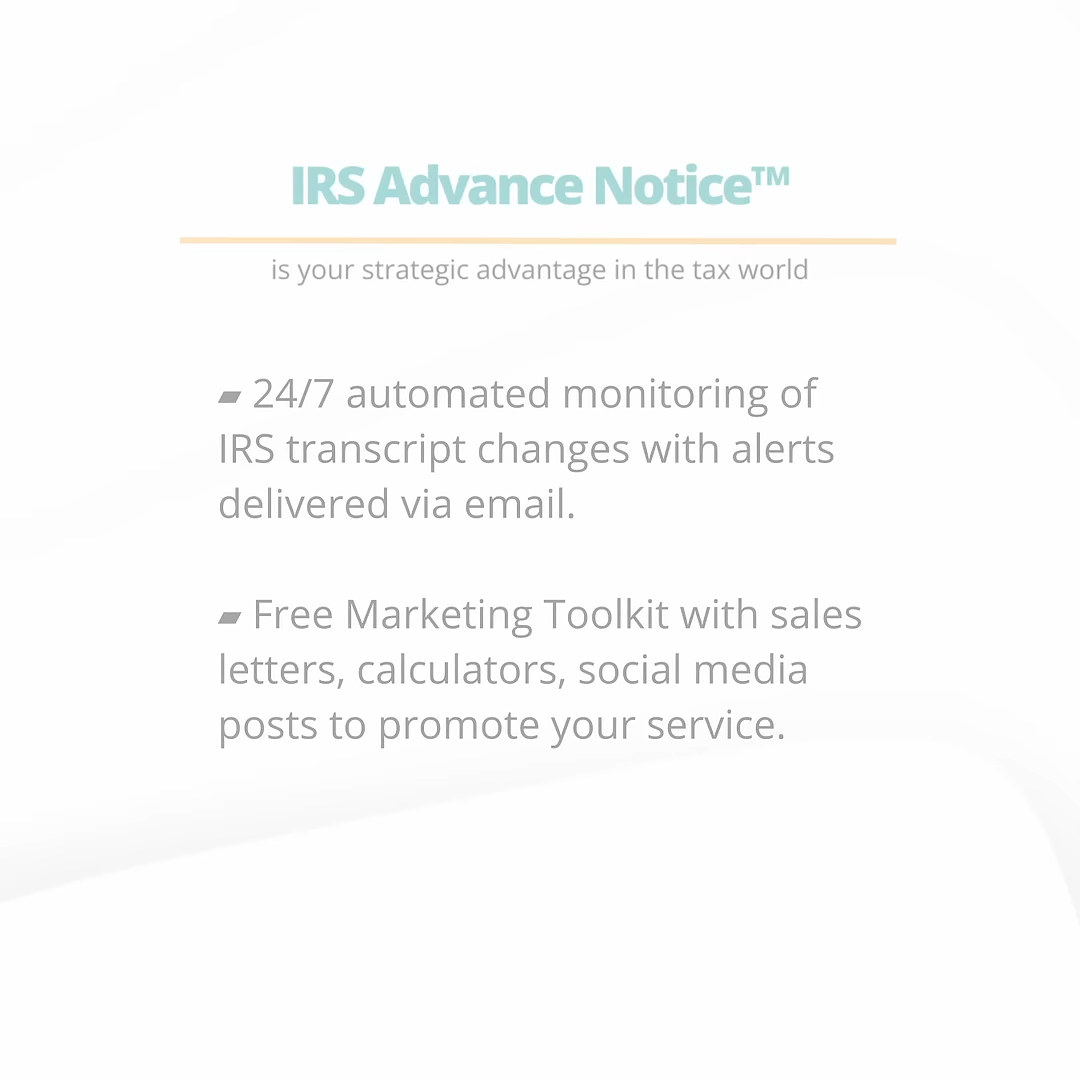 IRS Advance Notice™
is your strategic advantage in the tax world
▰ 24/7 automated monitoring of
IRS transcript changes with alerts
delivered via email.
▰ Free Marketing Toolkit with sales
letters, calculators, social media
posts to promote your service.